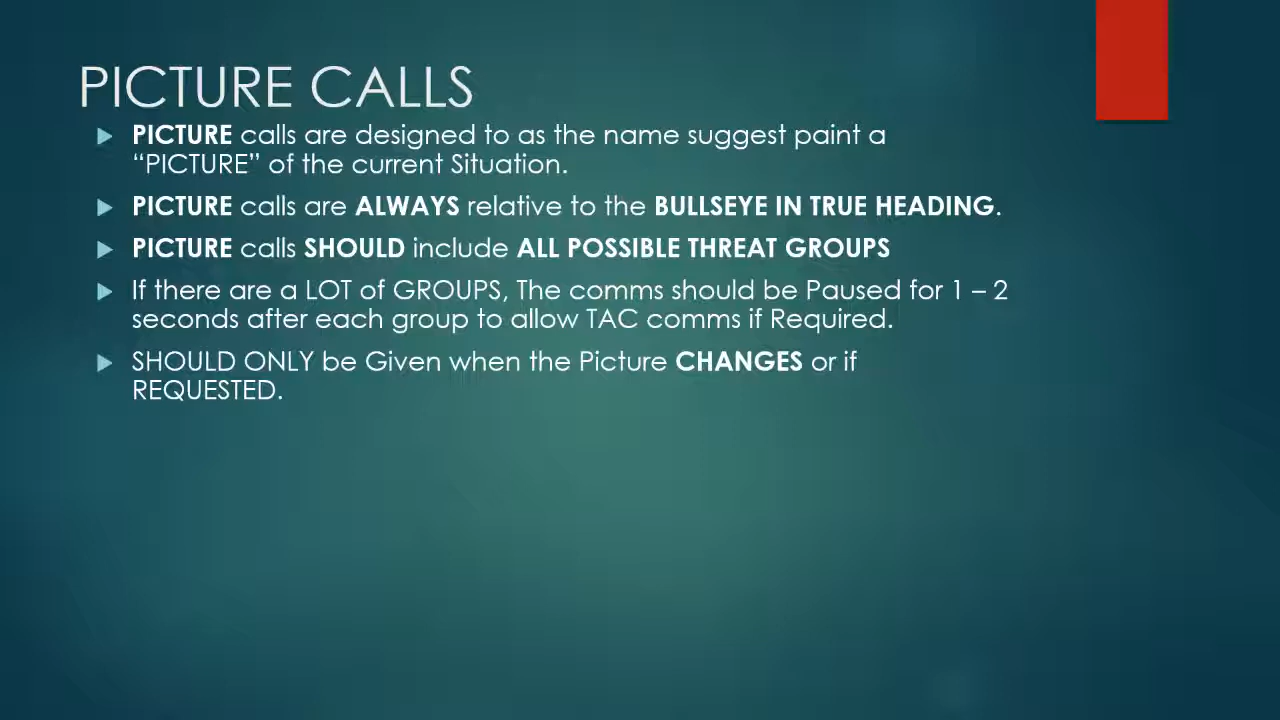 PICTURE CALLS
PICTURE calls are designed to as the name suggest paint a
“PICTURE” of the current Situation.
PICTURE calls are ALWAYS relative to the BULLSEYE IN TRUE HEADING.
PICTURE calls SHOULD include ALL POSSIBLE THREAT GROUPS
If there are a LOT of GROUPS, The comms should be Paused for 1 – 2
seconds after each group to allow TAC comms if Required.
SHOULD ONLY be Given when the Picture CHANGES or if
REQUESTED.